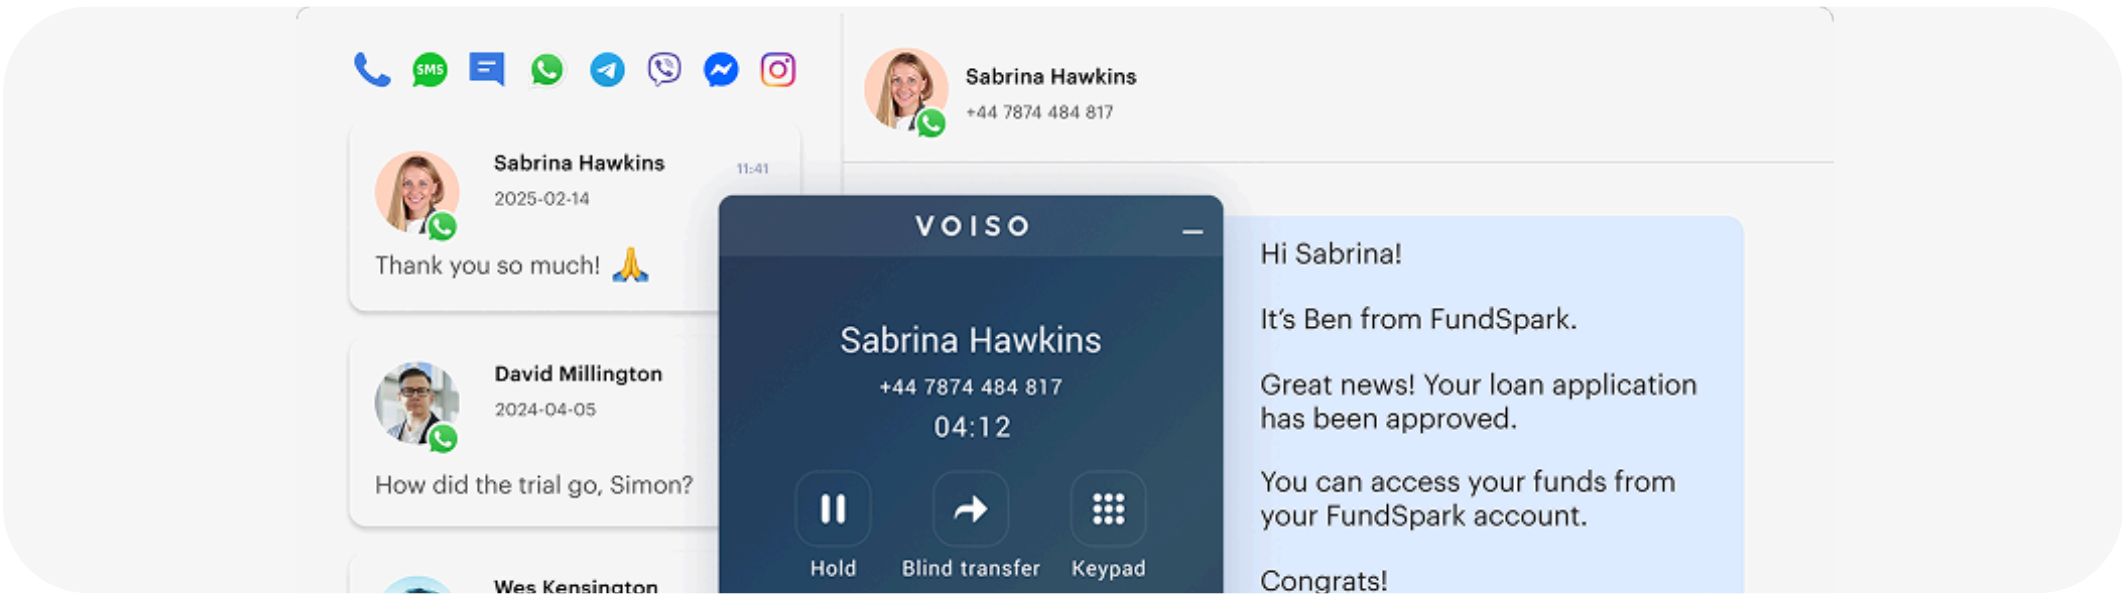 SMS
Sabrina Hawkins
11:41
2025-02-14
Thank you so much! 🙏
David Millington
2024-04-05
How did the trial go, Simon?
Wes Kensington
VOISO
Sabrina Hawkins
+44 7874 484 817
04:12
Hold
Blind transfer
Keypad
Sabrina Hawkins
+44 7874 484 817
Hi Sabrina!
It's Ben from FundSpark.
Great news! Your loan application
has been approved.
You can access your funds from
your FundSpark account.
Congrats!